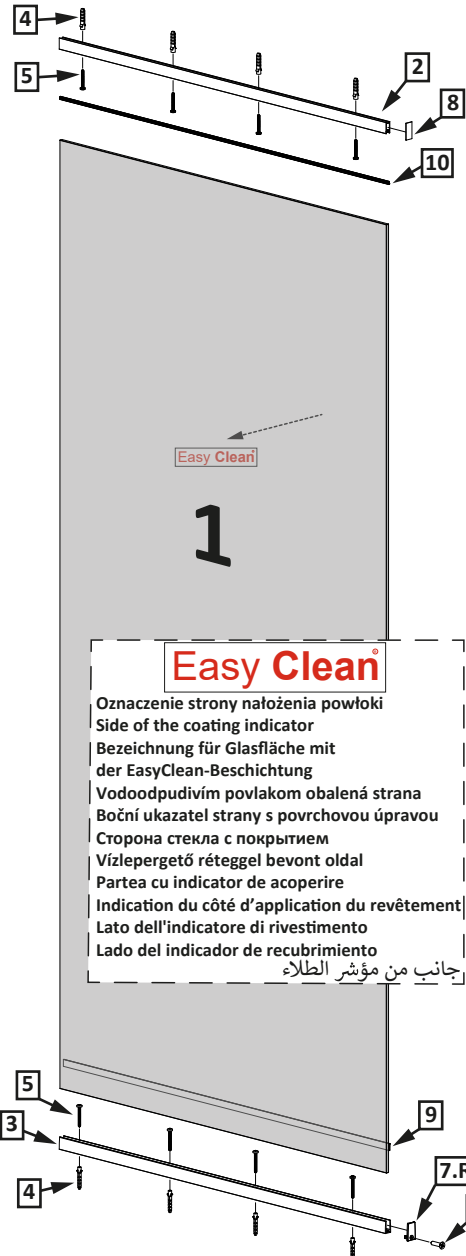 4
5
2
8
10
Easy Clean
1
Easy Clean®
Oznaczenie strony nałożenia powłoki
Side of the coating indicator
Bezeichnung für Glasfläche mit
der EasyClean-Beschichtung
Vodoodpudivím povlakom obalená strana
Boční ukazatel strany s povrchovou úpravou
Сторона стекла с покрытием
Vízlepergető réteggel bevont oldal
Partea cu indicator de acoperire
Indication du côté d'application du revêtement
Lato dell'indicatore di rivestimento
Lado del indicador de recubrimiento
جانب من مؤشر الطلاء
5
9
3
4
7.R